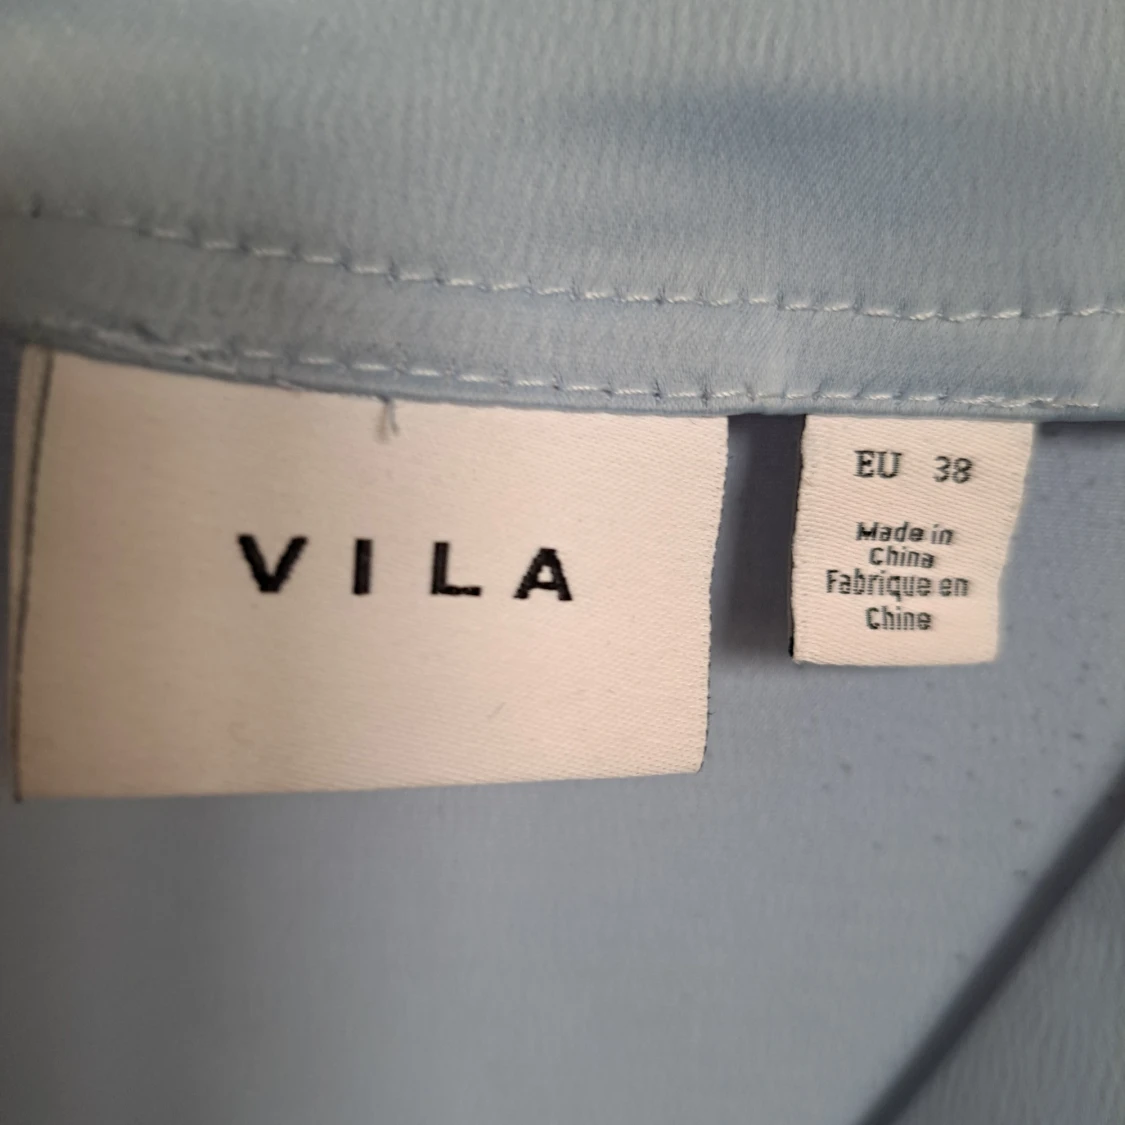 VILA
EU 38
Made in
China
Fabrique en
Chine